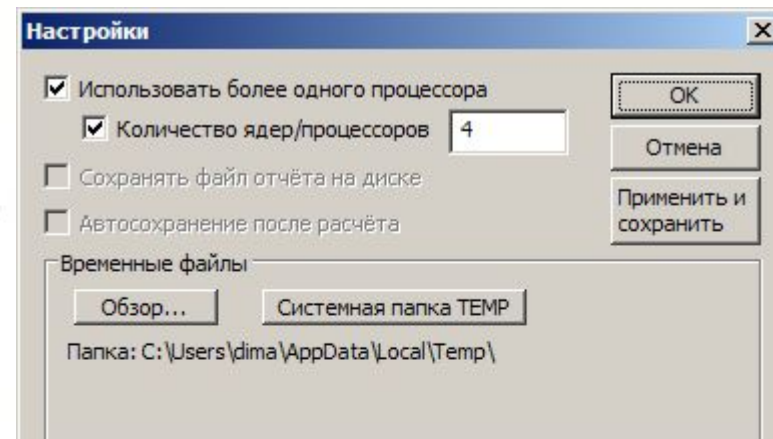 Настройки
Использовать более одного процессора
OK
Количество ядер/процессоров 4
Отмена
Сохранять файл отчёта на диске
Применить и
сохранить
Автосохранение после расчёта
Временные файлы
Обзор... Системная папка TEMP
Папка: C:\Users\dima\AppData\Local\Temp\